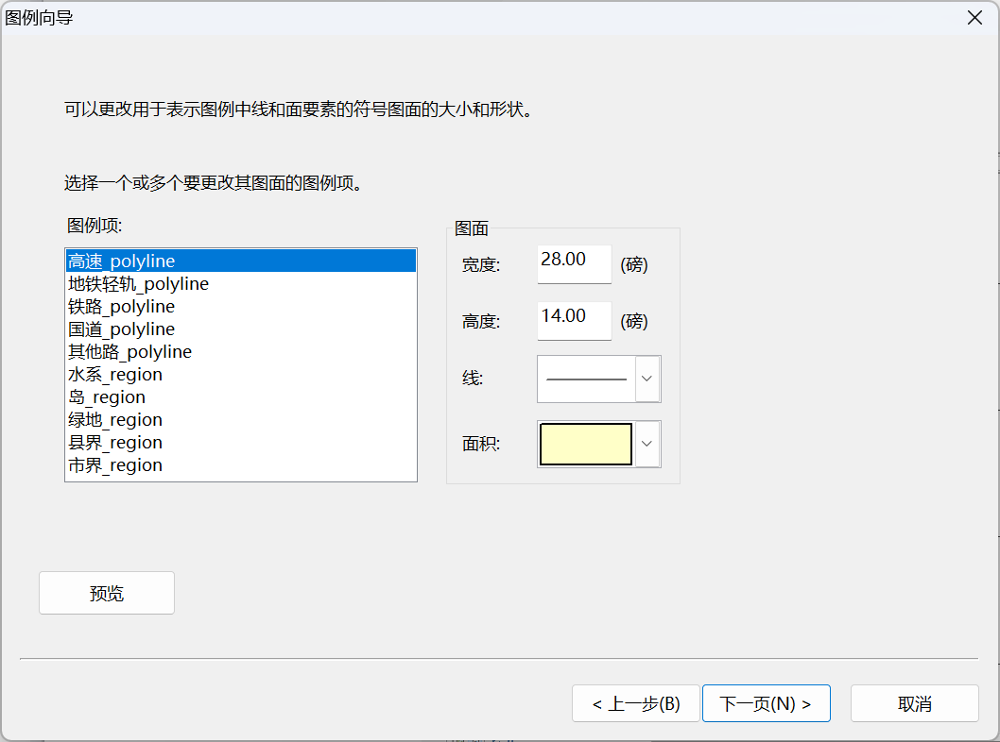 图例向导
可以更改用于表示图例中线和面要素的符号图面的大小和形状。
选择一个或多个要更改其图面的图例项。
图例项:
高速_polyline
地铁轻轨_polyline
铁路_polyline
国道_polyline
其他路_polyline
水系_region
岛_region
绿地_region
县界_region
市界_region
图面
宽度: 28.00 (磅)
高度: 14.00 (磅)
线:
面积:
预览
< 上一步(B) 下一页(N) > 取消